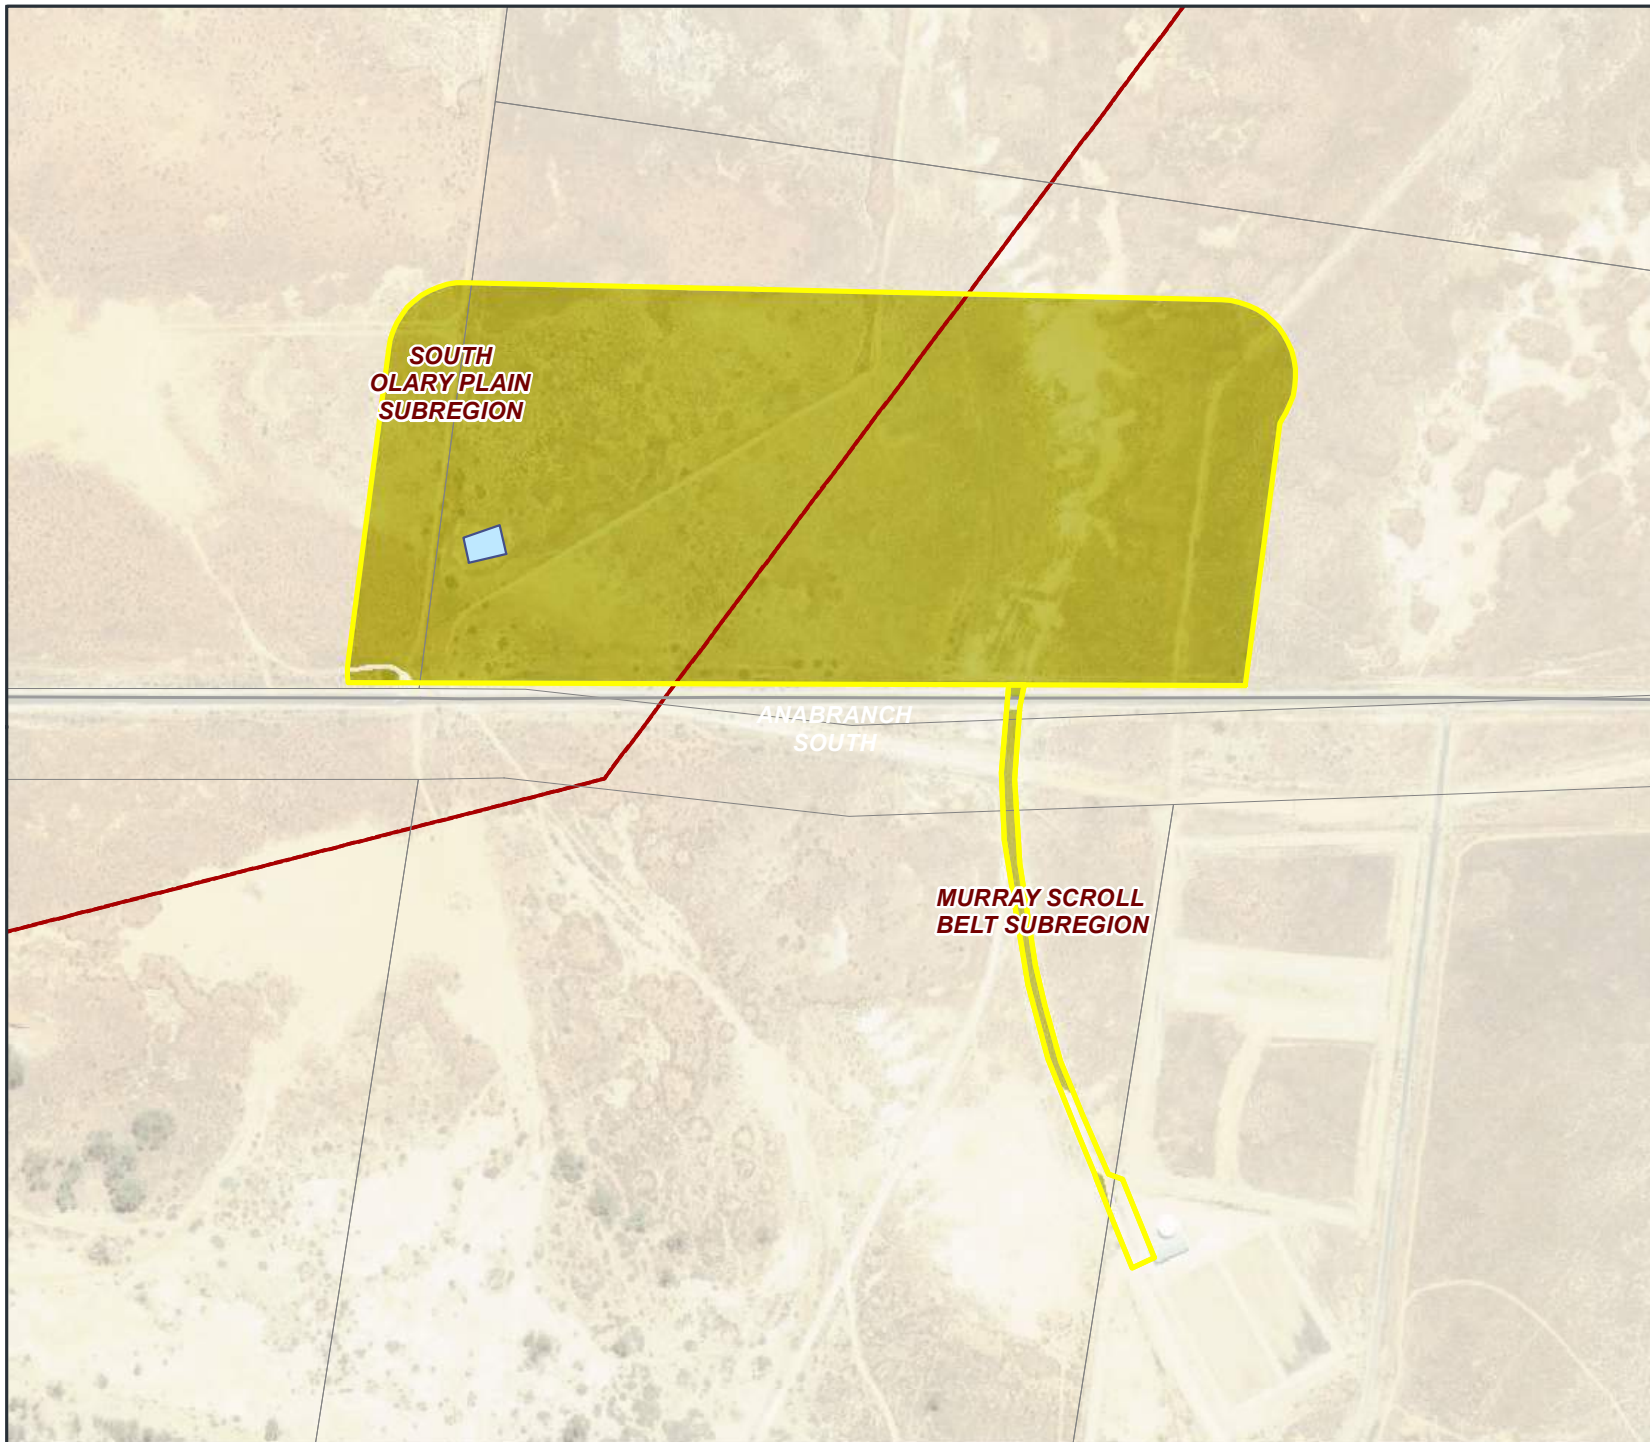 SOUTH
OLARY PLAIN
SUBREGION
ANABRANCH
SOUTH
MURRAY SCROLL
BELT SUBREGION